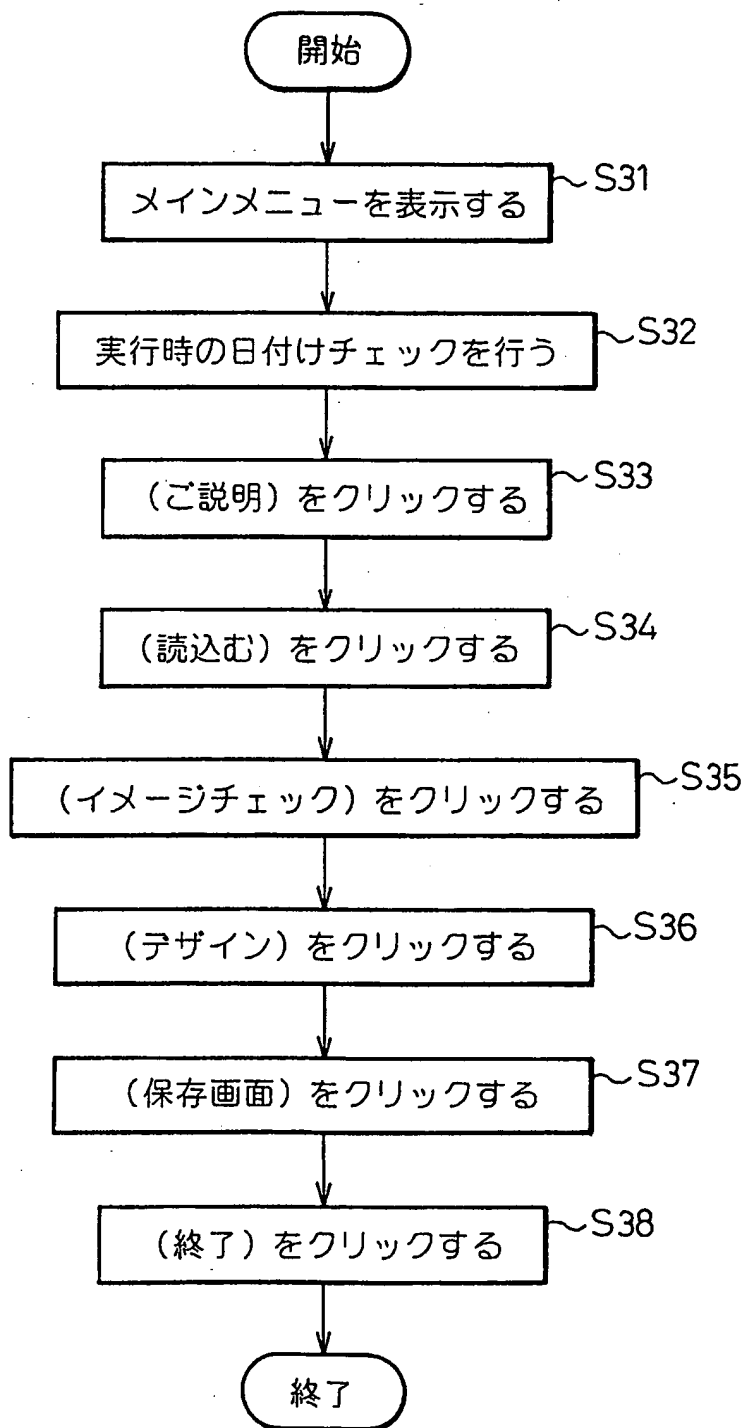 開始
メインメニューを表示する
S31
実行時の日付けチェックを行う
S32
(ご説明)をクリックする
S33
(読込む)をクリックする
S34
(イメージチェック)をクリックする
S35
(デザイン)をクリックする
S36
(保存画面)をクリックする
S37
(終了)をクリックする
S38
終了